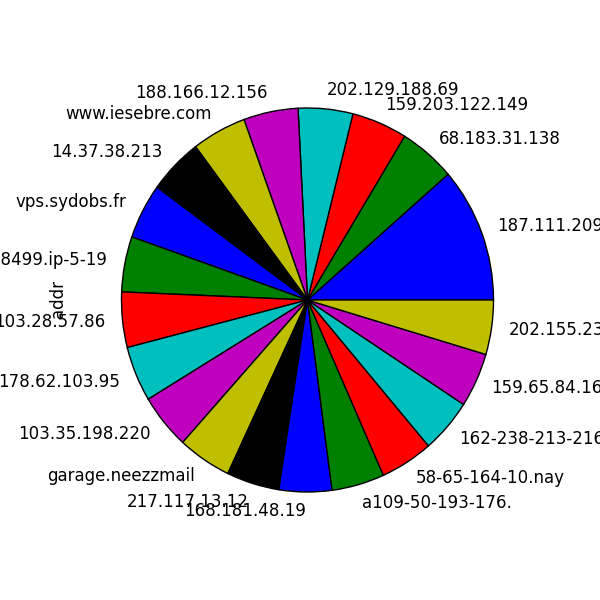 188.166.12.156
202.129.188.69
159.203.122.149
www.iesebre.com
68.183.31.138
14.37.38.213
vps.sydobs.fr
187.111.209
8499.ip-5-19
addr
103.28.57.86
202.155.23
178.62.103.95
159.65.84.16
103.35.198.220
162-238-213-216
garage.neezzmail
58-65-164-10.nay
217.117.13.12
168.181.48.19
a109-50-193-176.